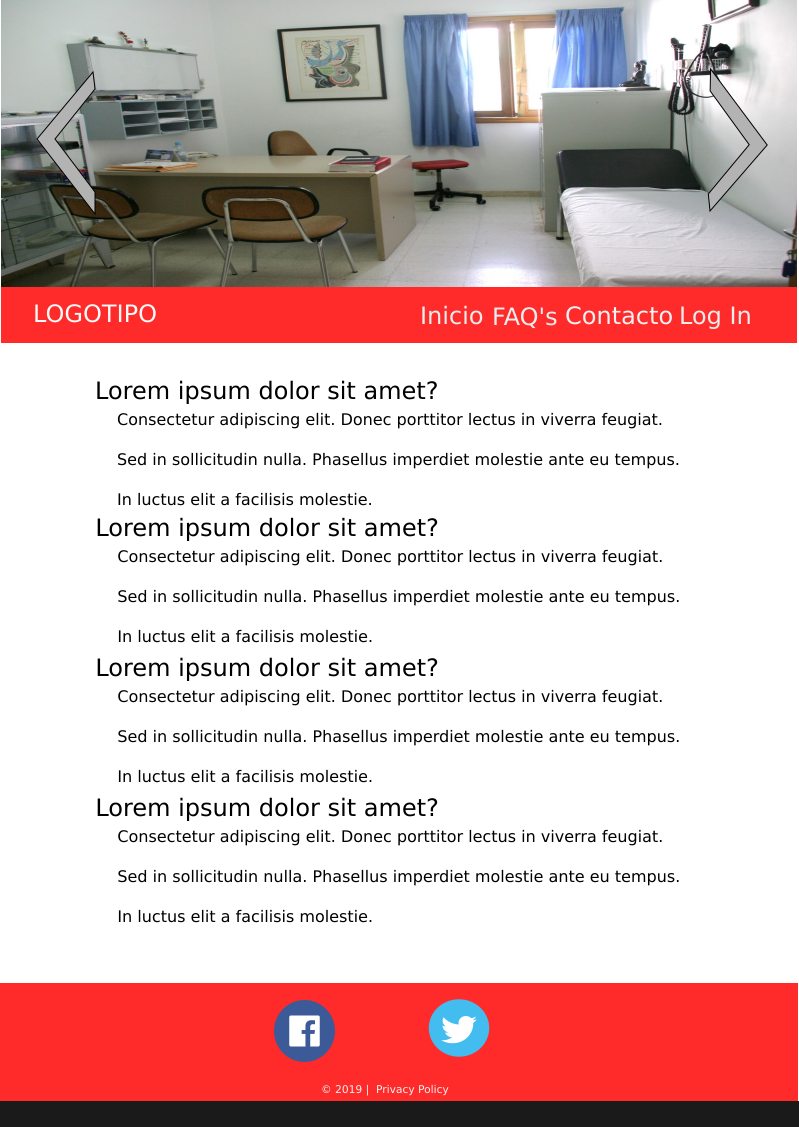 LOGOTIPO Inicio FAQ's Contacto Log In
Lorem ipsum dolor sit amet?
Consectetur adipiscing elit. Donec porttitor lectus in viverra feugiat.
Sed in sollicitudin nulla. Phasellus imperdiet molestie ante eu tempus.
In luctus elit a facilisis molestie.
Lorem ipsum dolor sit amet?
Consectetur adipiscing elit. Donec porttitor lectus in viverra feugiat.
Sed in sollicitudin nulla. Phasellus imperdiet molestie ante eu tempus.
In luctus elit a facilisis molestie.
Lorem ipsum dolor sit amet?
Consectetur adipiscing elit. Donec porttitor lectus in viverra feugiat.
Sed in sollicitudin nulla. Phasellus imperdiet molestie ante eu tempus.
In luctus elit a facilisis molestie.
Lorem ipsum dolor sit amet?
Consectetur adipiscing elit. Donec porttitor lectus in viverra feugiat.
Sed in sollicitudin nulla. Phasellus imperdiet molestie ante eu tempus.
In luctus elit a facilisis molestie.
© 2019 | Privacy Policy